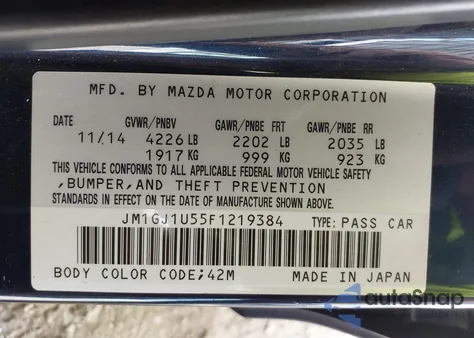 MFD. BY MAZDA MOTOR CORPORATION
DATE GVWR/PNBV GAWR/PNBE FRT GAWR/PNBE RR
11/14 4226 LB 2202 LB 2035 LB
1917 KG 999 KG 923 KG
THIS VEHICLE CONFORMS TO ALL APPLICABLE FEDERAL MOTOR VEHICLE SAFETY
,BUMPER,AND THEFT PREVENTION
STANDARDS IN EFFECT ON THE DATE OF MANUFACTURE SHOWN ABOVE.
JM1GJ1U55F1219384 TYPE: PASS CAR
BODY COLOR CODE;42M MADE IN JAPAN
autoSnap